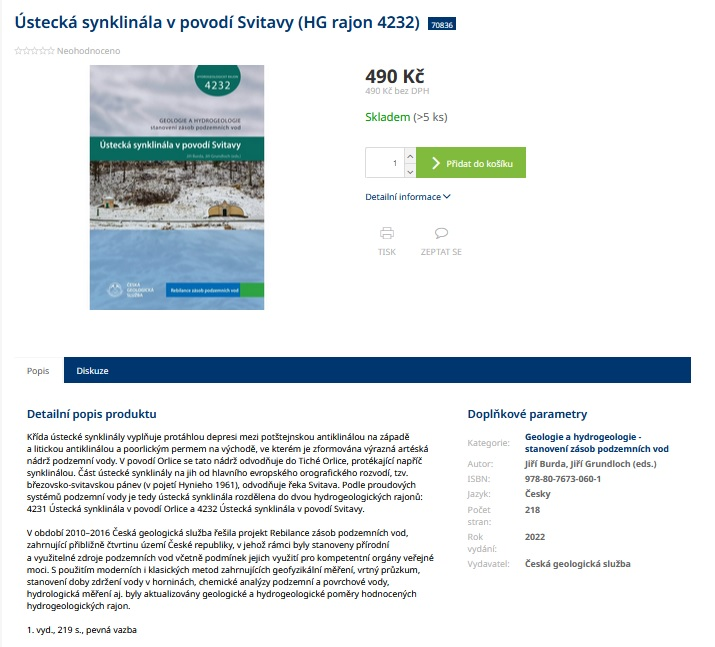 Ústecká synklinála v povodí Svitavy (HG rajon 4232) 70836
Neohodnoceno
4232
GEOLOGIE A HYDROGEOLOGIE
stanovení zásob podzemních vod
Ústecká synklinála v povodí Svitavy
Jiří Burda, Jiří Grundloch (eds.)
ČESKÁ
GEOLOGICKÁ
SLUŽBA
Rebilance zásob podzemních vod
490 Kč
490 Kč bez DPH
Skladem (>5 ks)
1
Přidat do košíku
Detailní informace
TISK
ZEPTAT SE
Popis
Diskuze
Detailní popis produktu
Křída ústecké synklinály vyplňuje protáhlou depresi mezi potštejnskou antiklinálou na západě
a litickou antiklinálou a poorlickým permem na východě, ve kterém je zformována výrazná artéská
nádrž podzemní vody. V povodí Orlice se tato nádrž odvodňuje do Tiché Orlice, protékající napříč
synklinálou. Část ústecké synklinály na jih od hlavního evropského orografického rozvodí, tzv.
březovsko-svitavskou pánev (v pojetí Hynieho 1961), odvodňuje řeka Svitava. Podle proudových
systémů podzemní vody je tedy ústecká synklinála rozdělena do dvou hydrogeologických rajonů:
4231 Ústecká synklinála v povodí Orlice a 4232 Ústecká synklinála v povodí Svitavy.
V období 2010–2016 Česká geologická služba řešila projekt Rebilance zásob podzemních vod,
zahrnující přibližně čtvrtinu území České republiky, v jehož rámci byly stanoveny přírodní
a využitelné zdroje podzemních vod včetně podmínek jejich využití pro kompetentní orgány veřejné
moci. S použitím moderních i klasických metod zahrnujících geofyzikální měření, vrtný průzkum,
stanovení doby zdržení vody v horninách, chemické analýzy podzemní a povrchové vody,
hydrologická měření aj. byly aktualizovány geologické a hydrogeologické poměry hodnocených
hydrogeologických rajon.
1. vyd., 219 s., pevná vazba
Doplňkové parametry
Kategorie: Geologie a hydrogeologie -
stanovení zásob podzemních vod
Autor: Jiří Burda, Jiří Grundloch (eds.)
ISBN: 978-80-7673-060-1
Jazyk: Česky
Počet
stran: 218
Rok
vydání: 2022
Vydavatel: Česká geologická služba